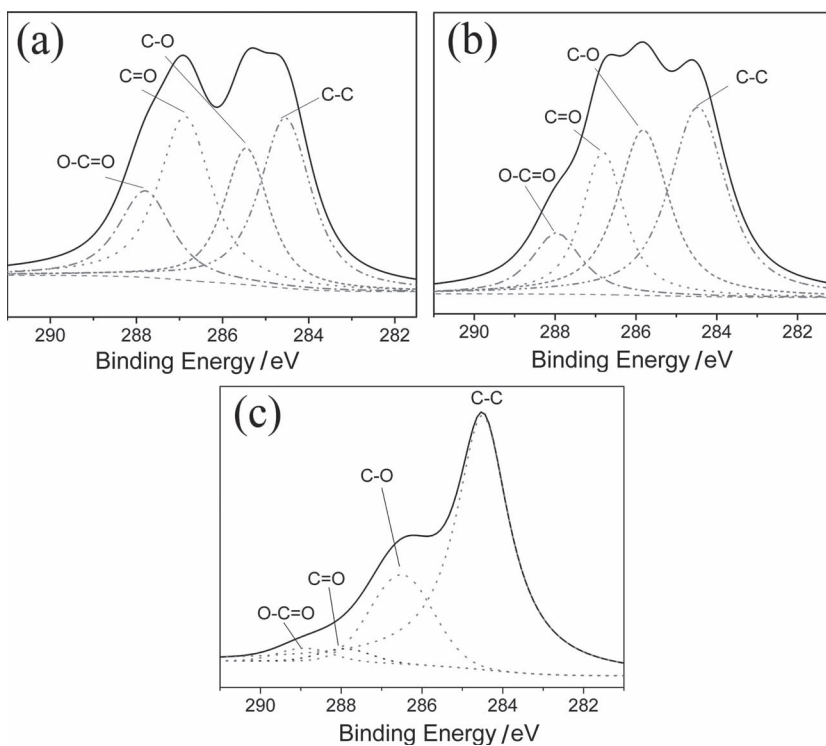 (a)
C-O
C=O
C-C
O-C=O
290 288 286 284 282
Binding Energy /eV
(b)
C-O
C-C
C=O
O-C=O
290 288 286 284 282
Binding Energy /eV
(c)
C-C
C-O
C=O
O-C=O
290 288 286 284 282
Binding Energy /eV